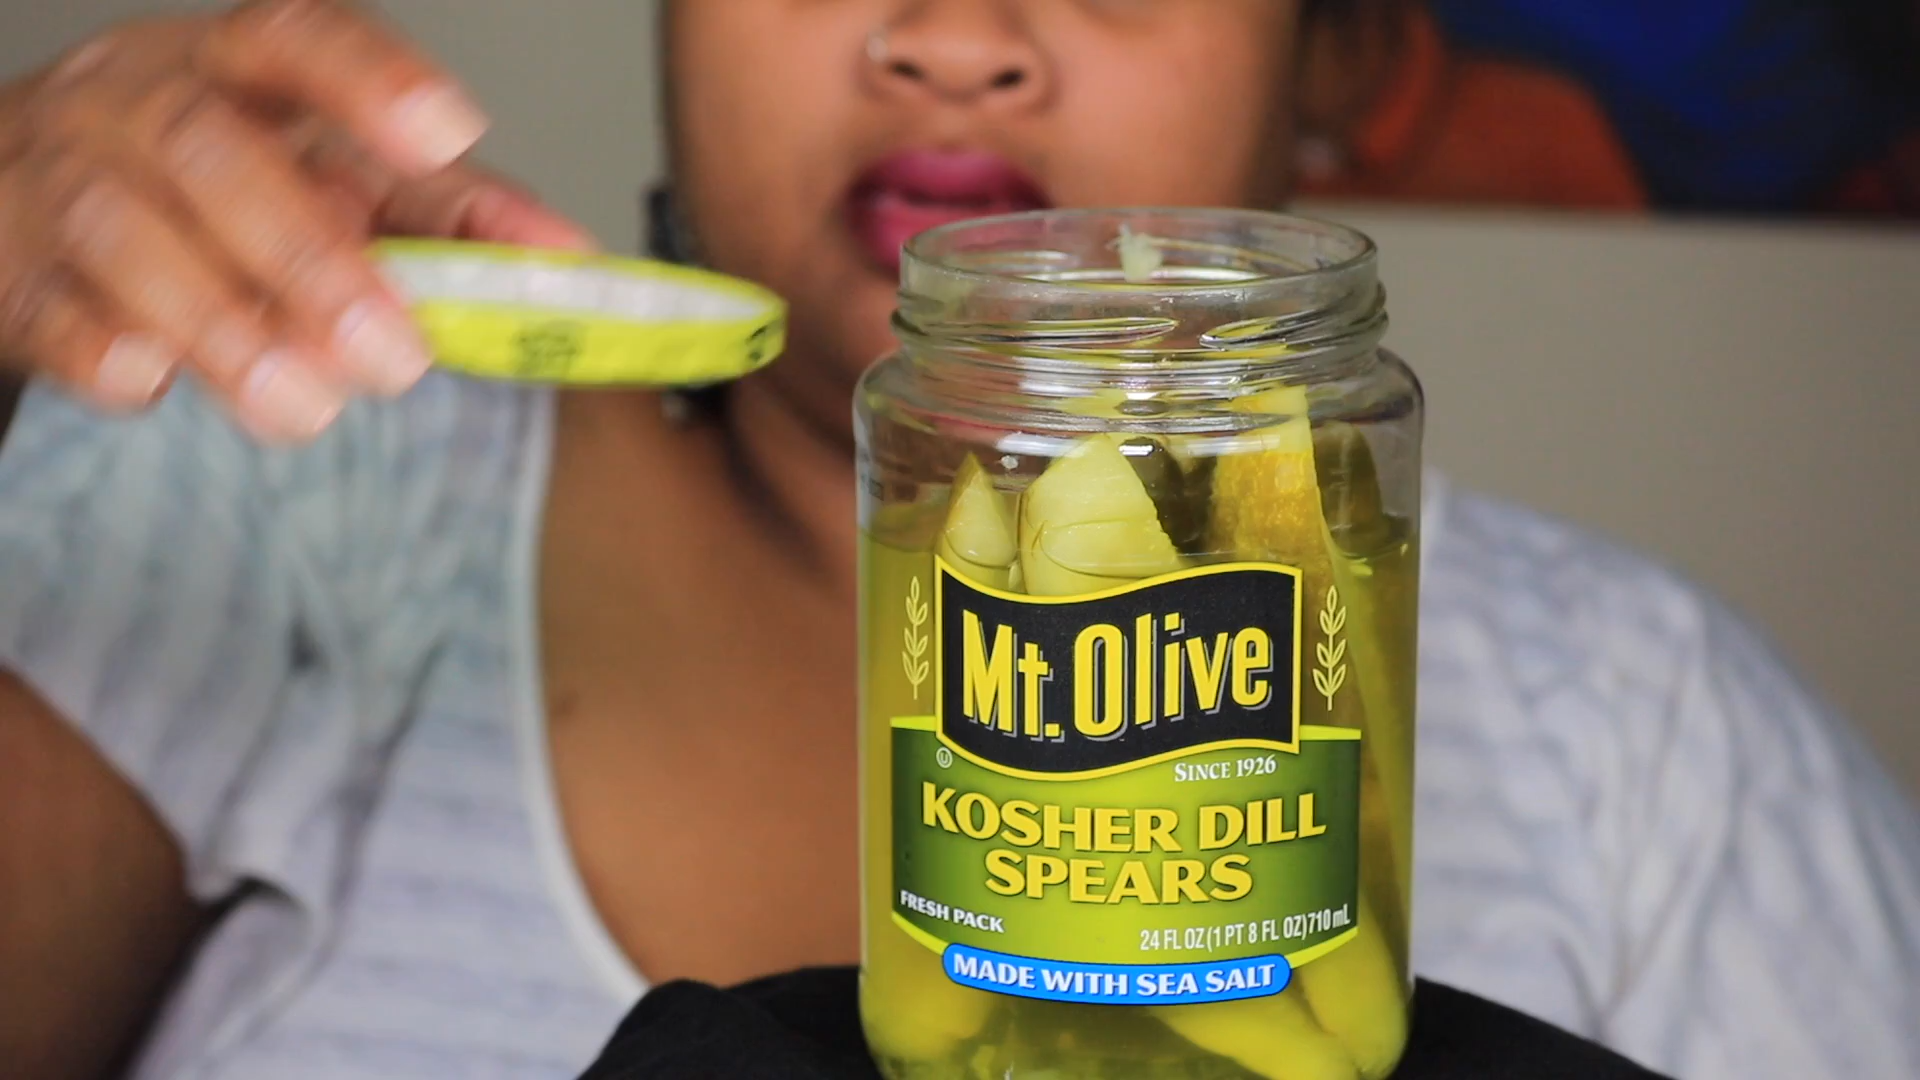 Mt. Olive
SINCE 1926
KOSHER DILL
SPEARS
FRESH PACK
24 FL OZ (1 PT 8 FL OZ) 710 mL
MADE WITH SEA SALT